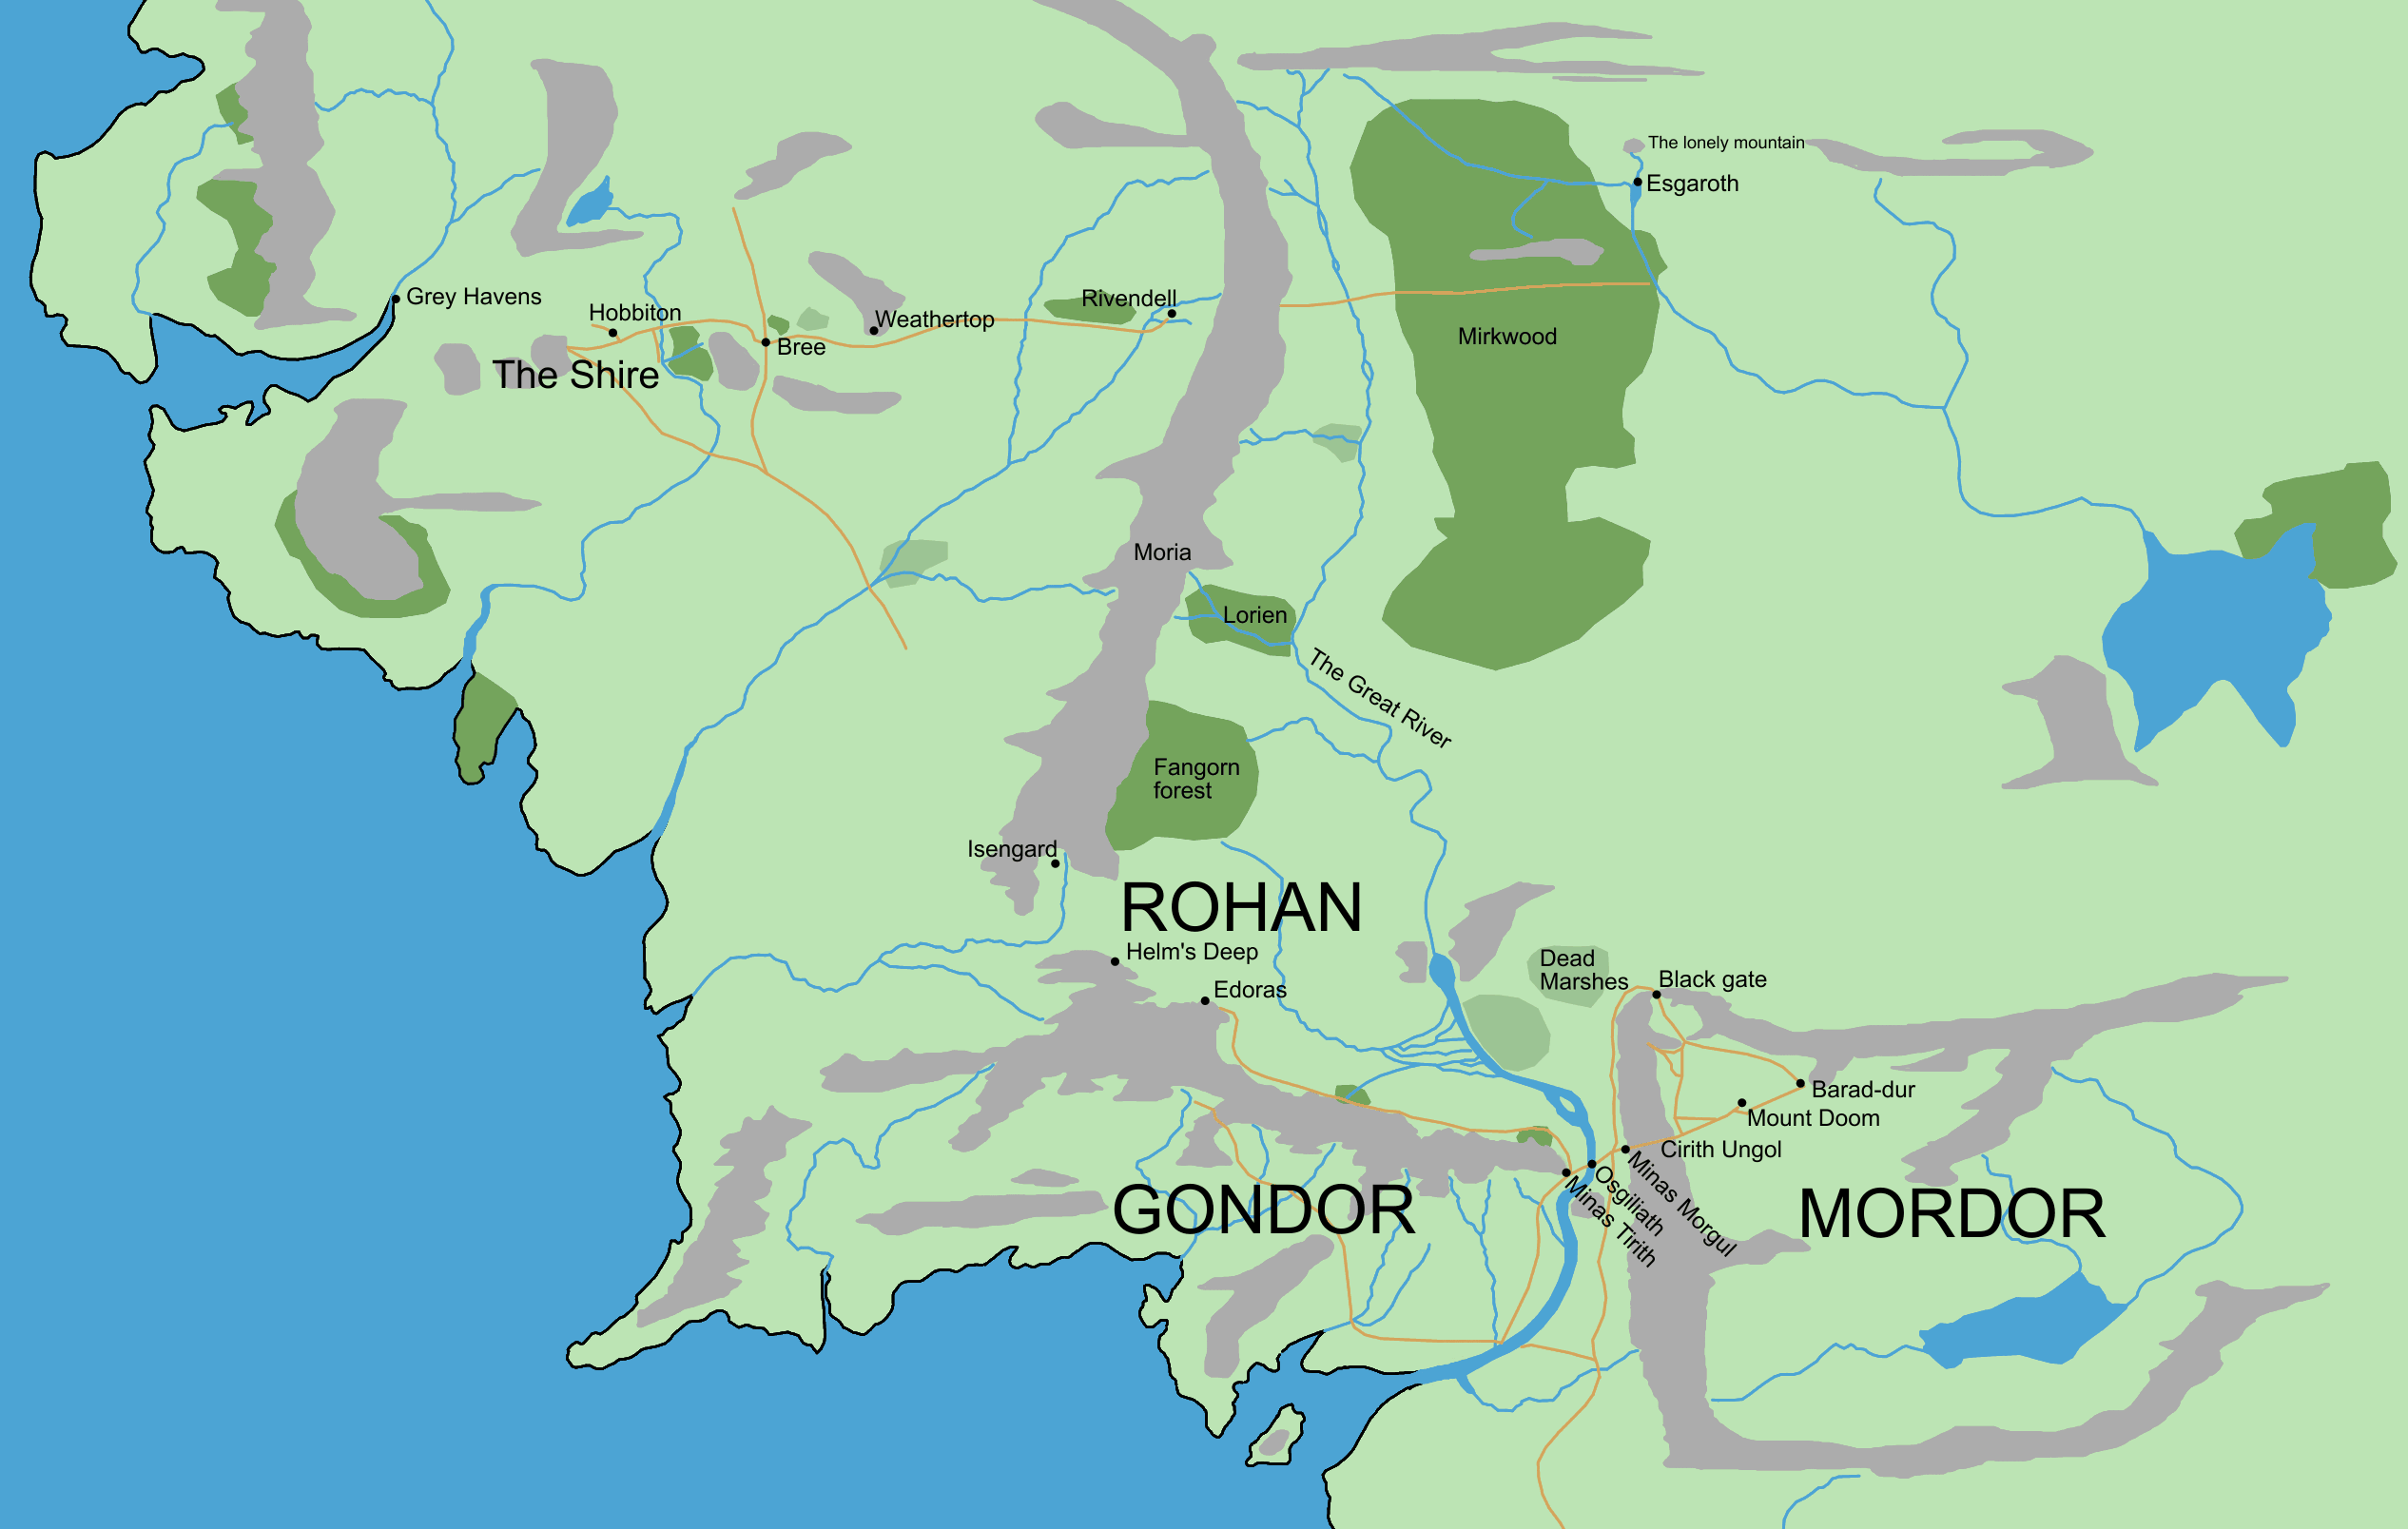 The lonely mountain
Esgaroth
Grey Havens
Hobbiton
Rivendell
Weathertop
Bree
Mirkwood
The Shire
Moria
Lorien
The Great River
Fangorn
forest
Isengard
ROHAN
Helm's Deep
Dead
Marshes
Black gate
Edoras
Barad-dur
Mount Doom
Cirith Ungol
Minas Morgul
Osgiliath
Minas Tirith
GONDOR
MORDOR